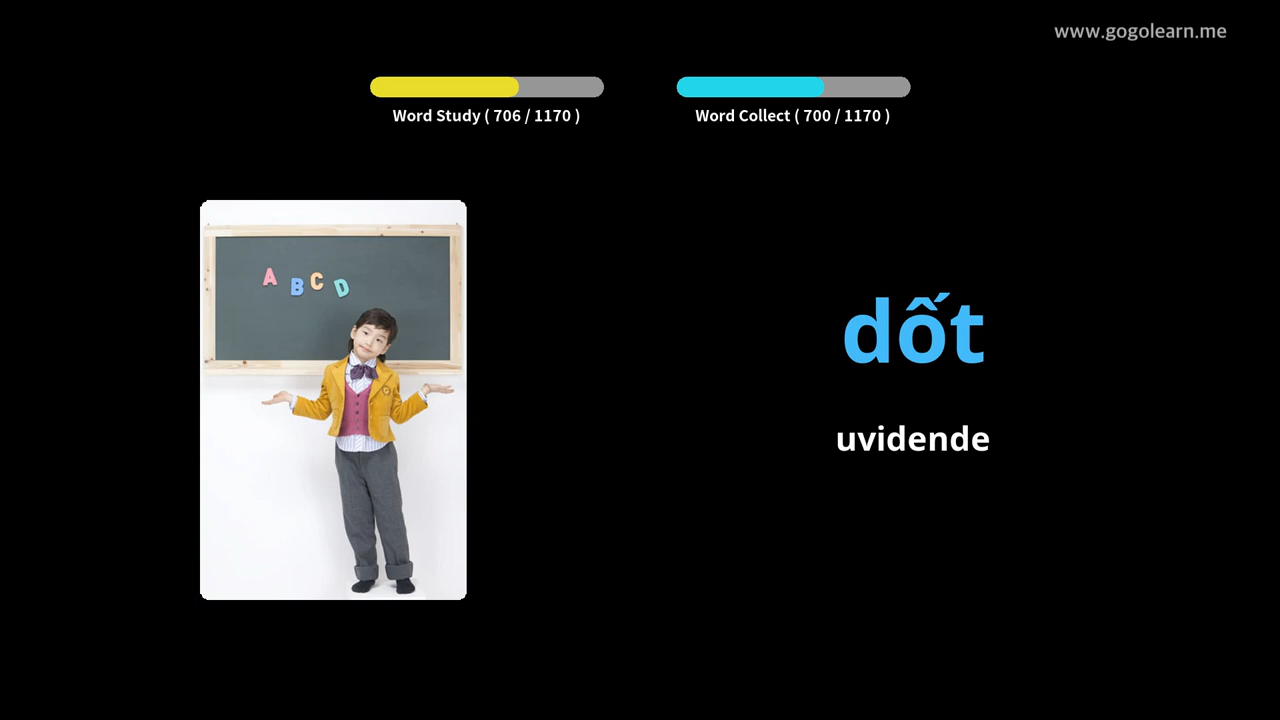 www.gogolearn.me
Word Study ( 706 / 1170 )
Word Collect ( 700 / 1170 )
A B C D
dốt
uvidende